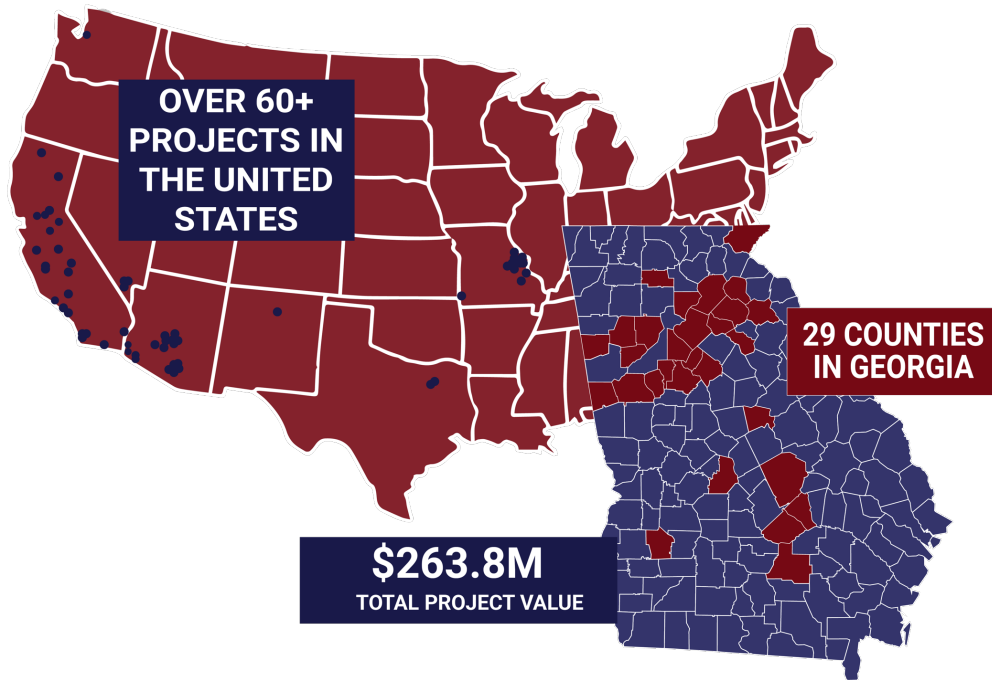 OVER 60+
PROJECTS IN
THE UNITED
STATES
29 COUNTIES
IN GEORGIA
$263.8M
TOTAL PROJECT VALUE